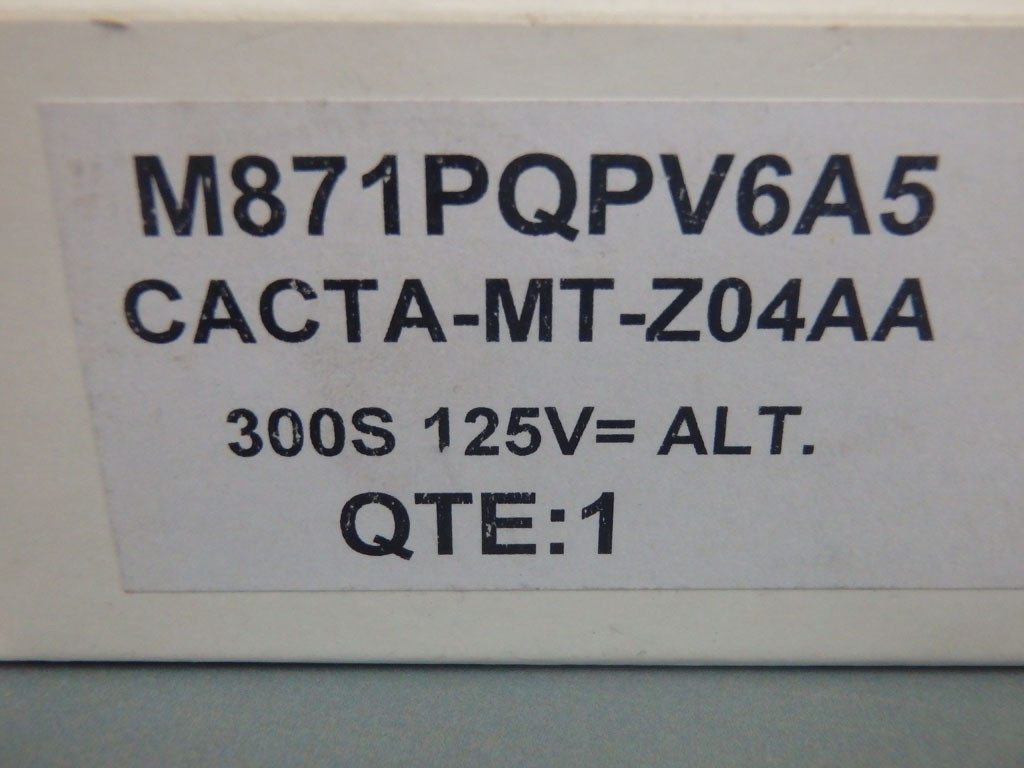 M871PQPV6A5
CACTA-MT-Z04AA
300S 125V= ALT.
QTE:1